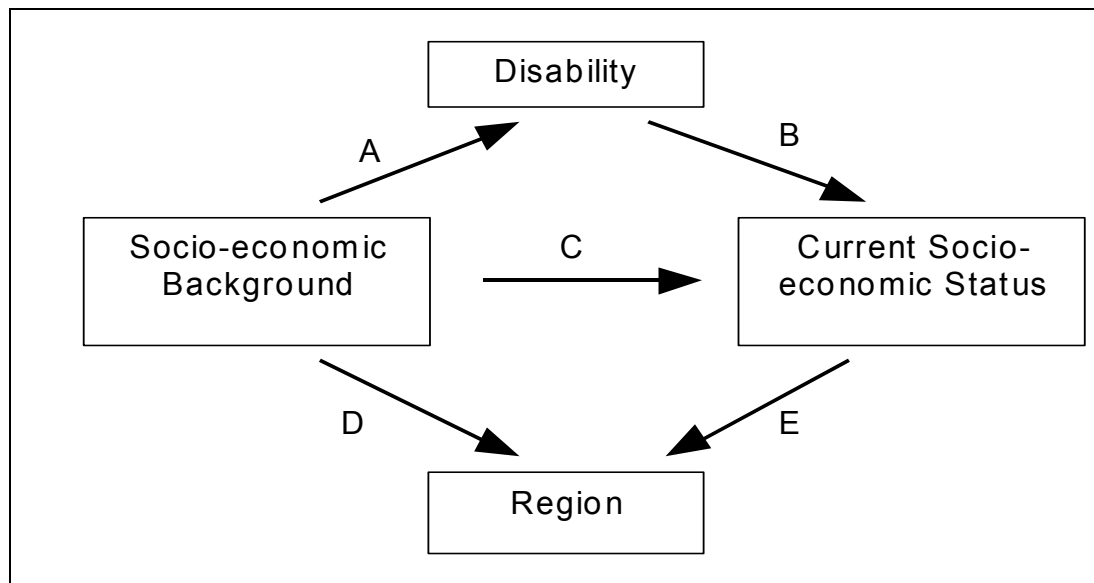 Disability
A
B
Socio-economic
Background
C
Current Socio-
economic Status
D
E
Region